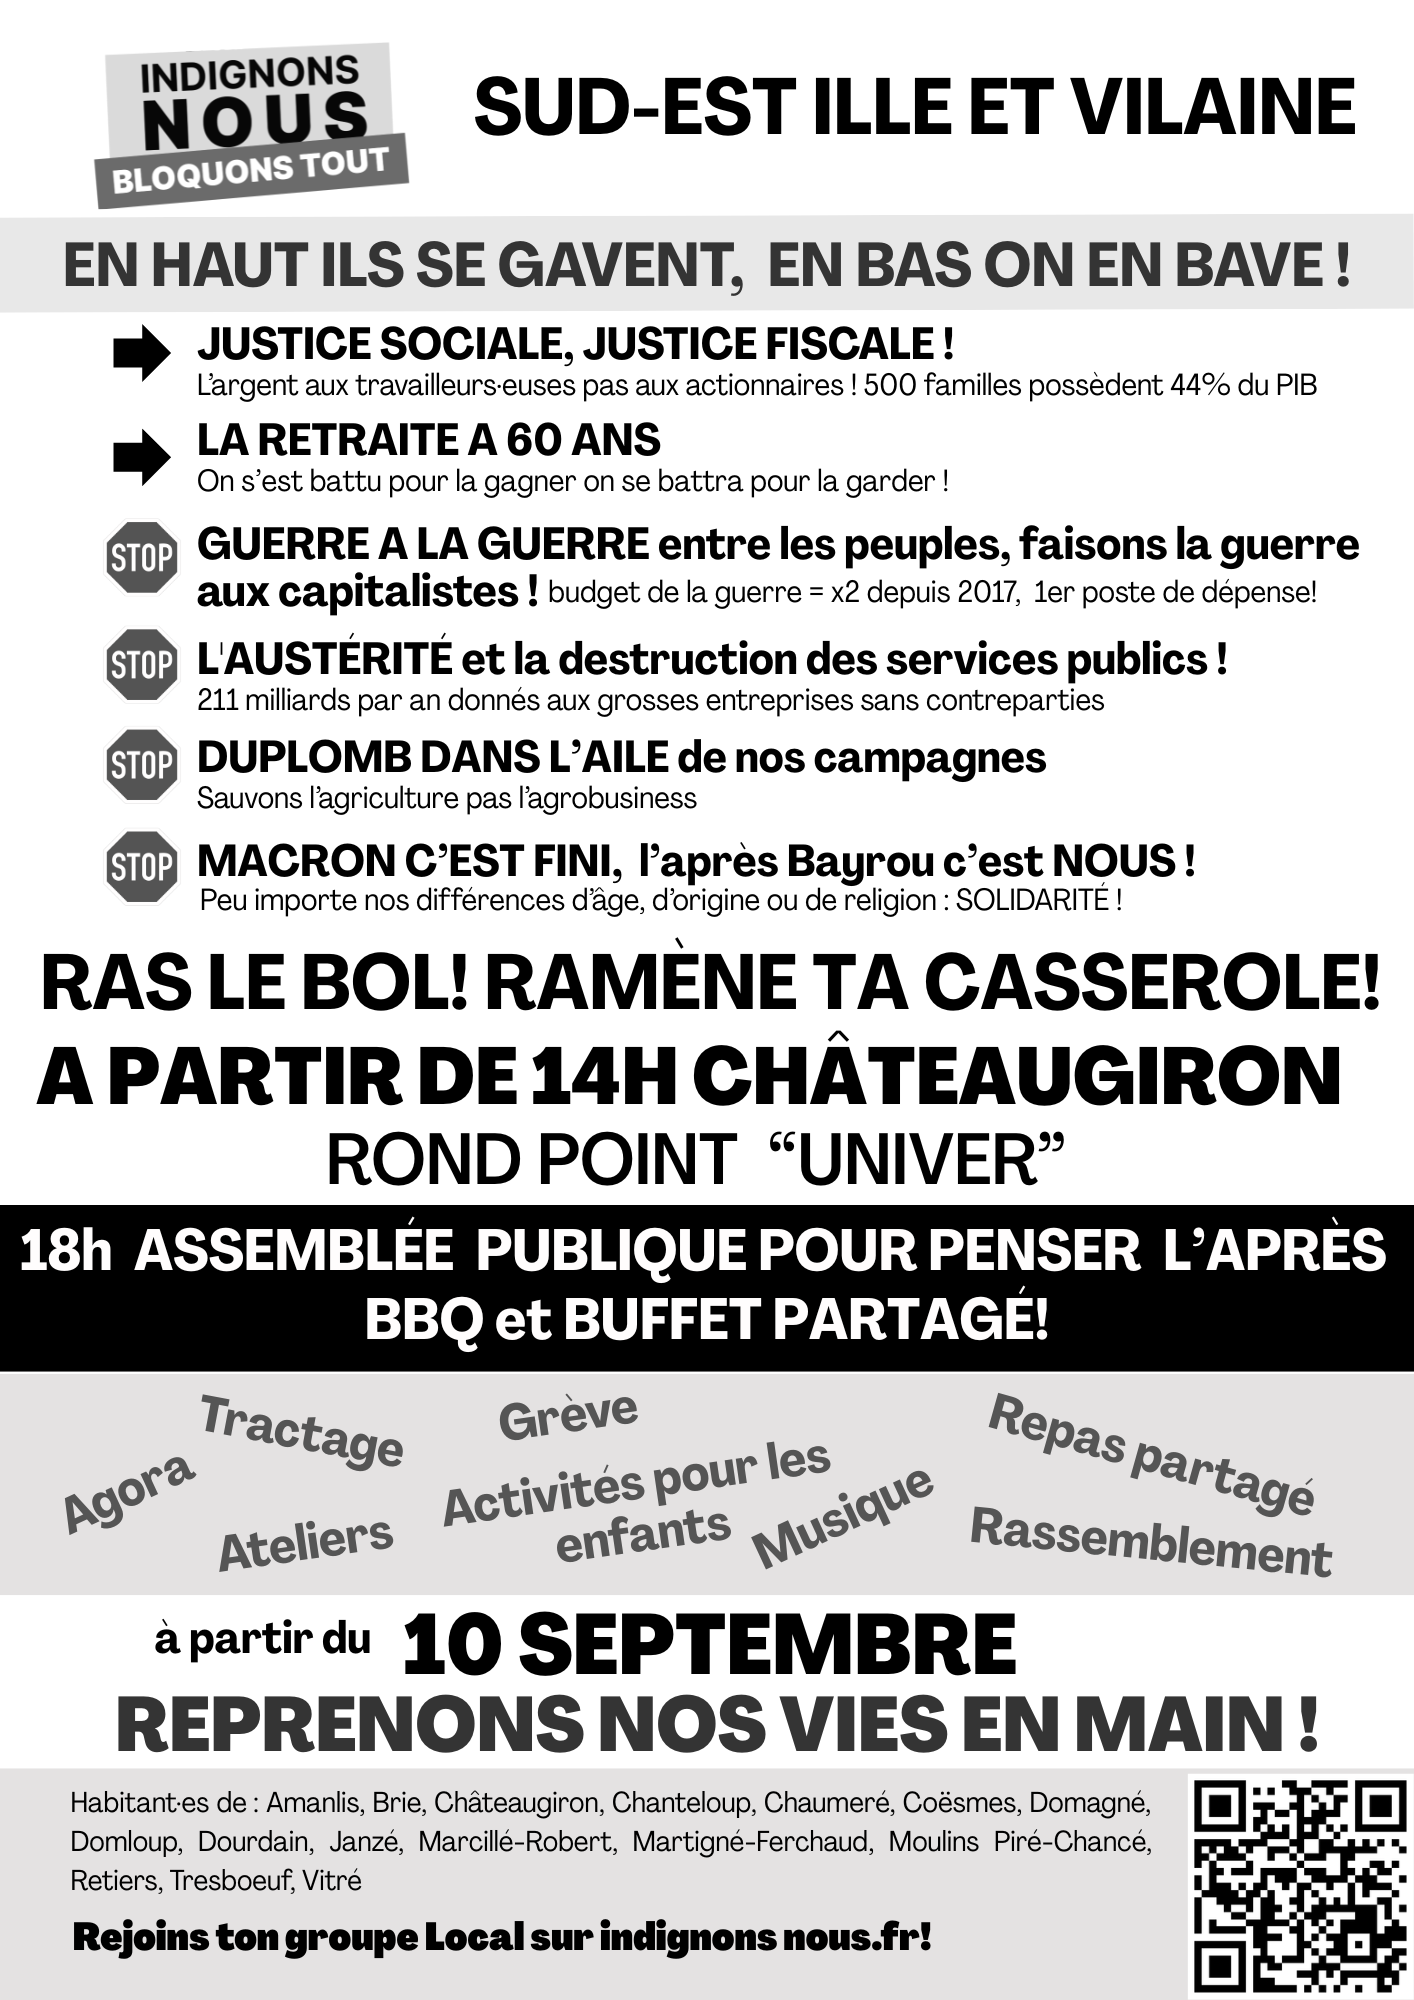 INDIGNONS
NOUS
BLOQUONS TOUT
SUD-EST ILLE ET VILAINE
EN HAUT ILS SE GAVENT, EN BAS ON EN BAVE !
JUSTICE SOCIALE, JUSTICE FISCALE !
L’argent aux travailleurs·euses pas aux actionnaires ! 500 familles possèdent 44% du PIB
LA RETRAITE A 60 ANS
On s’est battu pour la gagner on se battra pour la garder !
STOP
GUERRE A LA GUERRE entre les peuples, faisons la guerre
aux capitalistes ! budget de la guerre = x2 depuis 2017, 1er poste de dépense!
STOP
L'AUSTÉRITÉ et la destruction des services publics !
211 milliards par an donnés aux grosses entreprises sans contreparties
STOP
DUPLOMB DANS L’AILE de nos campagnes
Sauvons l’agriculture pas l’agrobusiness
STOP
MACRON C’EST FINI, l’après Bayrou c’est NOUS !
Peu importe nos différences d’âge, d’origine ou de religion : SOLIDARITÉ !
RAS LE BOL! RAMÈNE TA CASSEROLE!
A PARTIR DE 14H CHÂTEAUGIRON
ROND POINT “UNIVER”
18h ASSEMBLÉE PUBLIQUE POUR PENSER L’APRÈS
BBQ et BUFFET PARTAGÉ!
Agora
Tractage
Ateliers
Grève
Activités pour les
enfants
Musique
Repas partagé
Rassemblement
à partir du 10 SEPTEMBRE
REPRENONS NOS VIES EN MAIN !
Habitant·es de : Amanlis, Brie, Châteaugiron, Chanteloup, Chaumeré, Coësmes, Domagné,
Domloup, Dourdain, Janzé, Marcillé-Robert, Martigné-Ferchaud, Moulins Piré-Chancé,
Retiers, Tresboeuf, Vitré
Rejoins ton groupe Local sur indignons nous.fr!